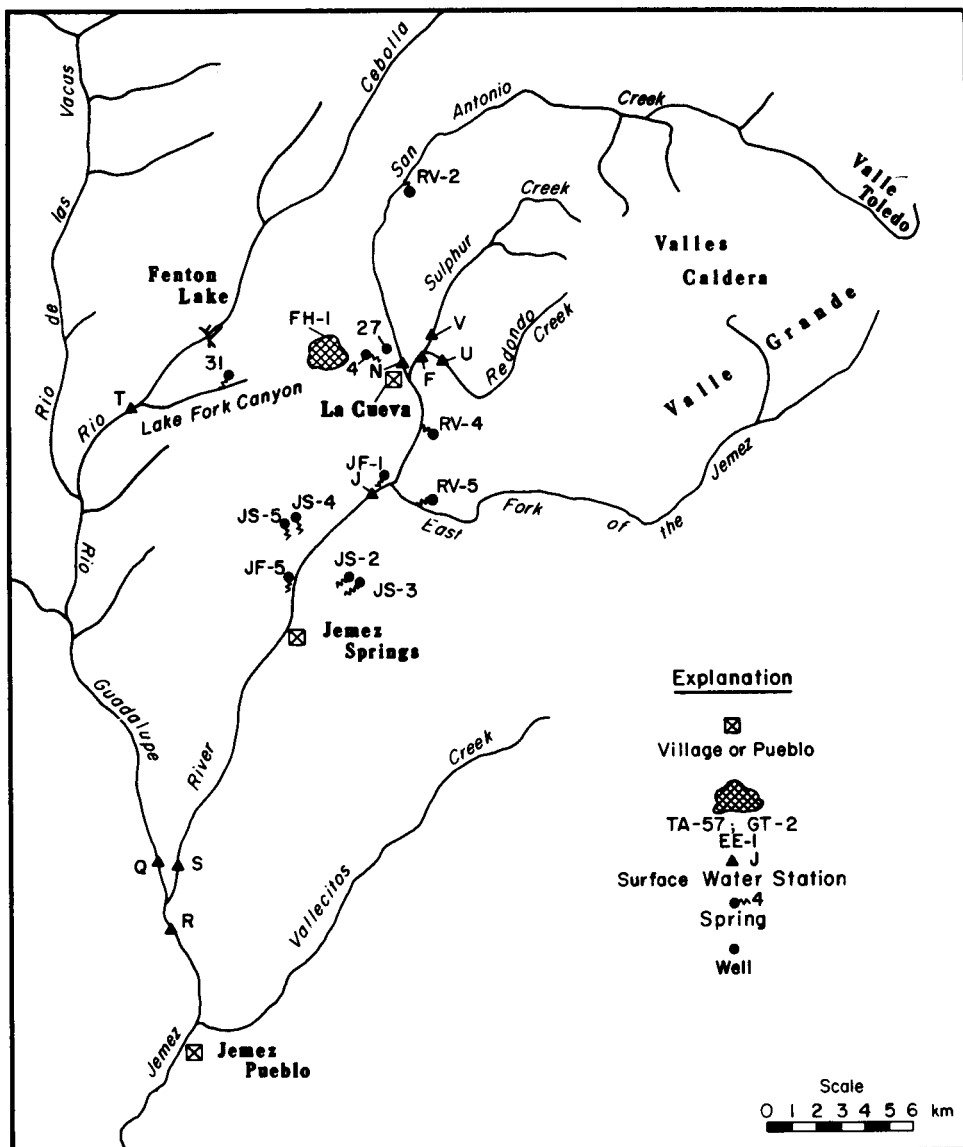 Vacas
las
de
Rio
Cebolla
San
Antonio
Creek
RV-2
Valle
Toledo
Creek
Sulphur
Valles
Caldera
Fenton
Lake
FH-1
27
4
N
V
F
U
Redondo
Creek
Valle Grande
31
T
Lake Fork Canyon
Rio
La Cueva
RV-4
JF-1
J
RV-5
East Fork of the Jemez
JS-4
JS-5
JF-5
JS-2
JS-3
Rio
Guadalupe
Jemez
Springs
River
Q
S
R
Creek
Vallecitos
Jemez
Jemez
Pueblo
Explanation
Village or Pueblo
TA-57; GT-2
EE-1
J
Surface Water Station
4
Spring
Well
Scale
0 1 2 3 4 5 6 km